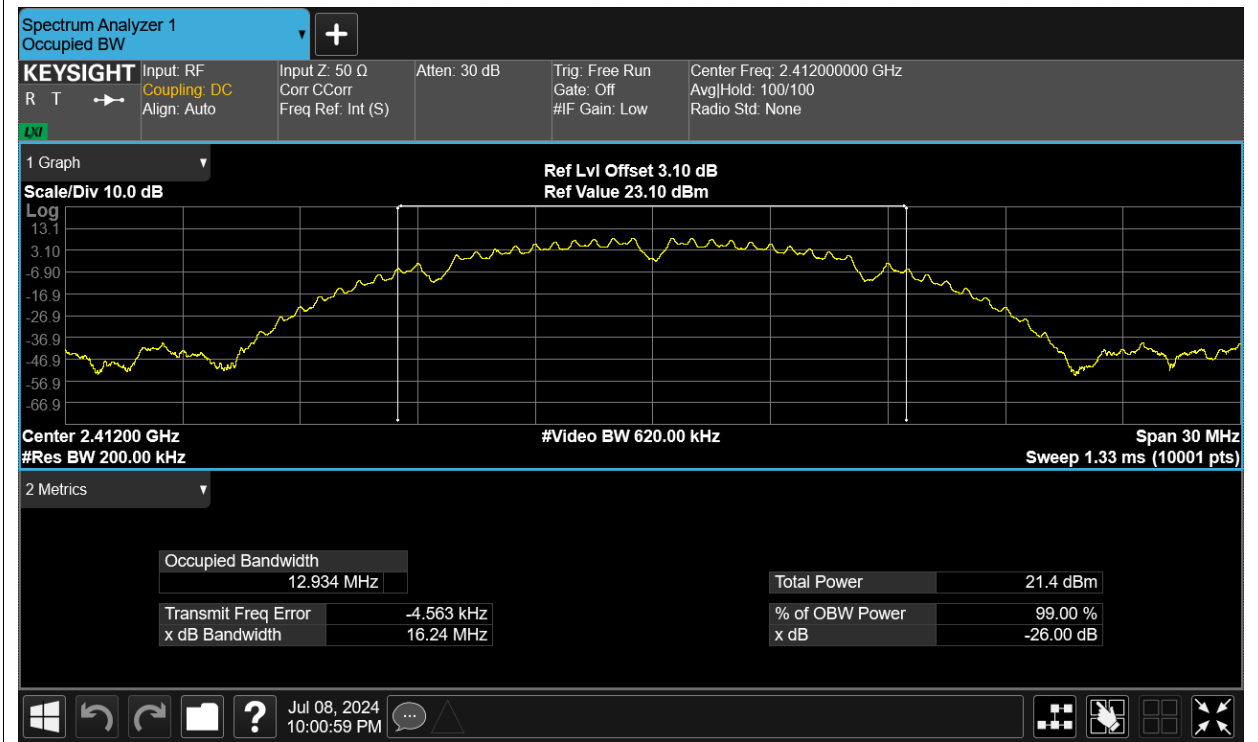 Spectrum Analyzer 1
Occupied BW
KEYSIGHT
R T
LXI
Input: RF
Coupling: DC
Align: Auto
Input Z: 50 Ω
Corr CCorr
Freq Ref: Int (S)
Atten: 30 dB
Trig: Free Run
Gate: Off
#IF Gain: Low
Center Freq: 2.412000000 GHz
Avg|Hold: 100/100
Radio Std: None
1 Graph
Scale/Div 10.0 dB
Ref Lvl Offset 3.10 dB
Ref Value 23.10 dBm
Log
13.1
3.10
-6.90
-16.9
-26.9
-36.9
-46.9
-56.9
-66.9
Center 2.41200 GHz
#Res BW 200.00 kHz
#Video BW 620.00 kHz
Span 30 MHz
Sweep 1.33 ms (10001 pts)
2 Metrics
Occupied Bandwidth
12.934 MHz
Transmit Freq Error -4.563 kHz
x dB Bandwidth 16.24 MHz
Total Power 21.4 dBm
% of OBW Power 99.00 %
x dB -26.00 dB
?
Jul 08, 2024
10:00:59 PM